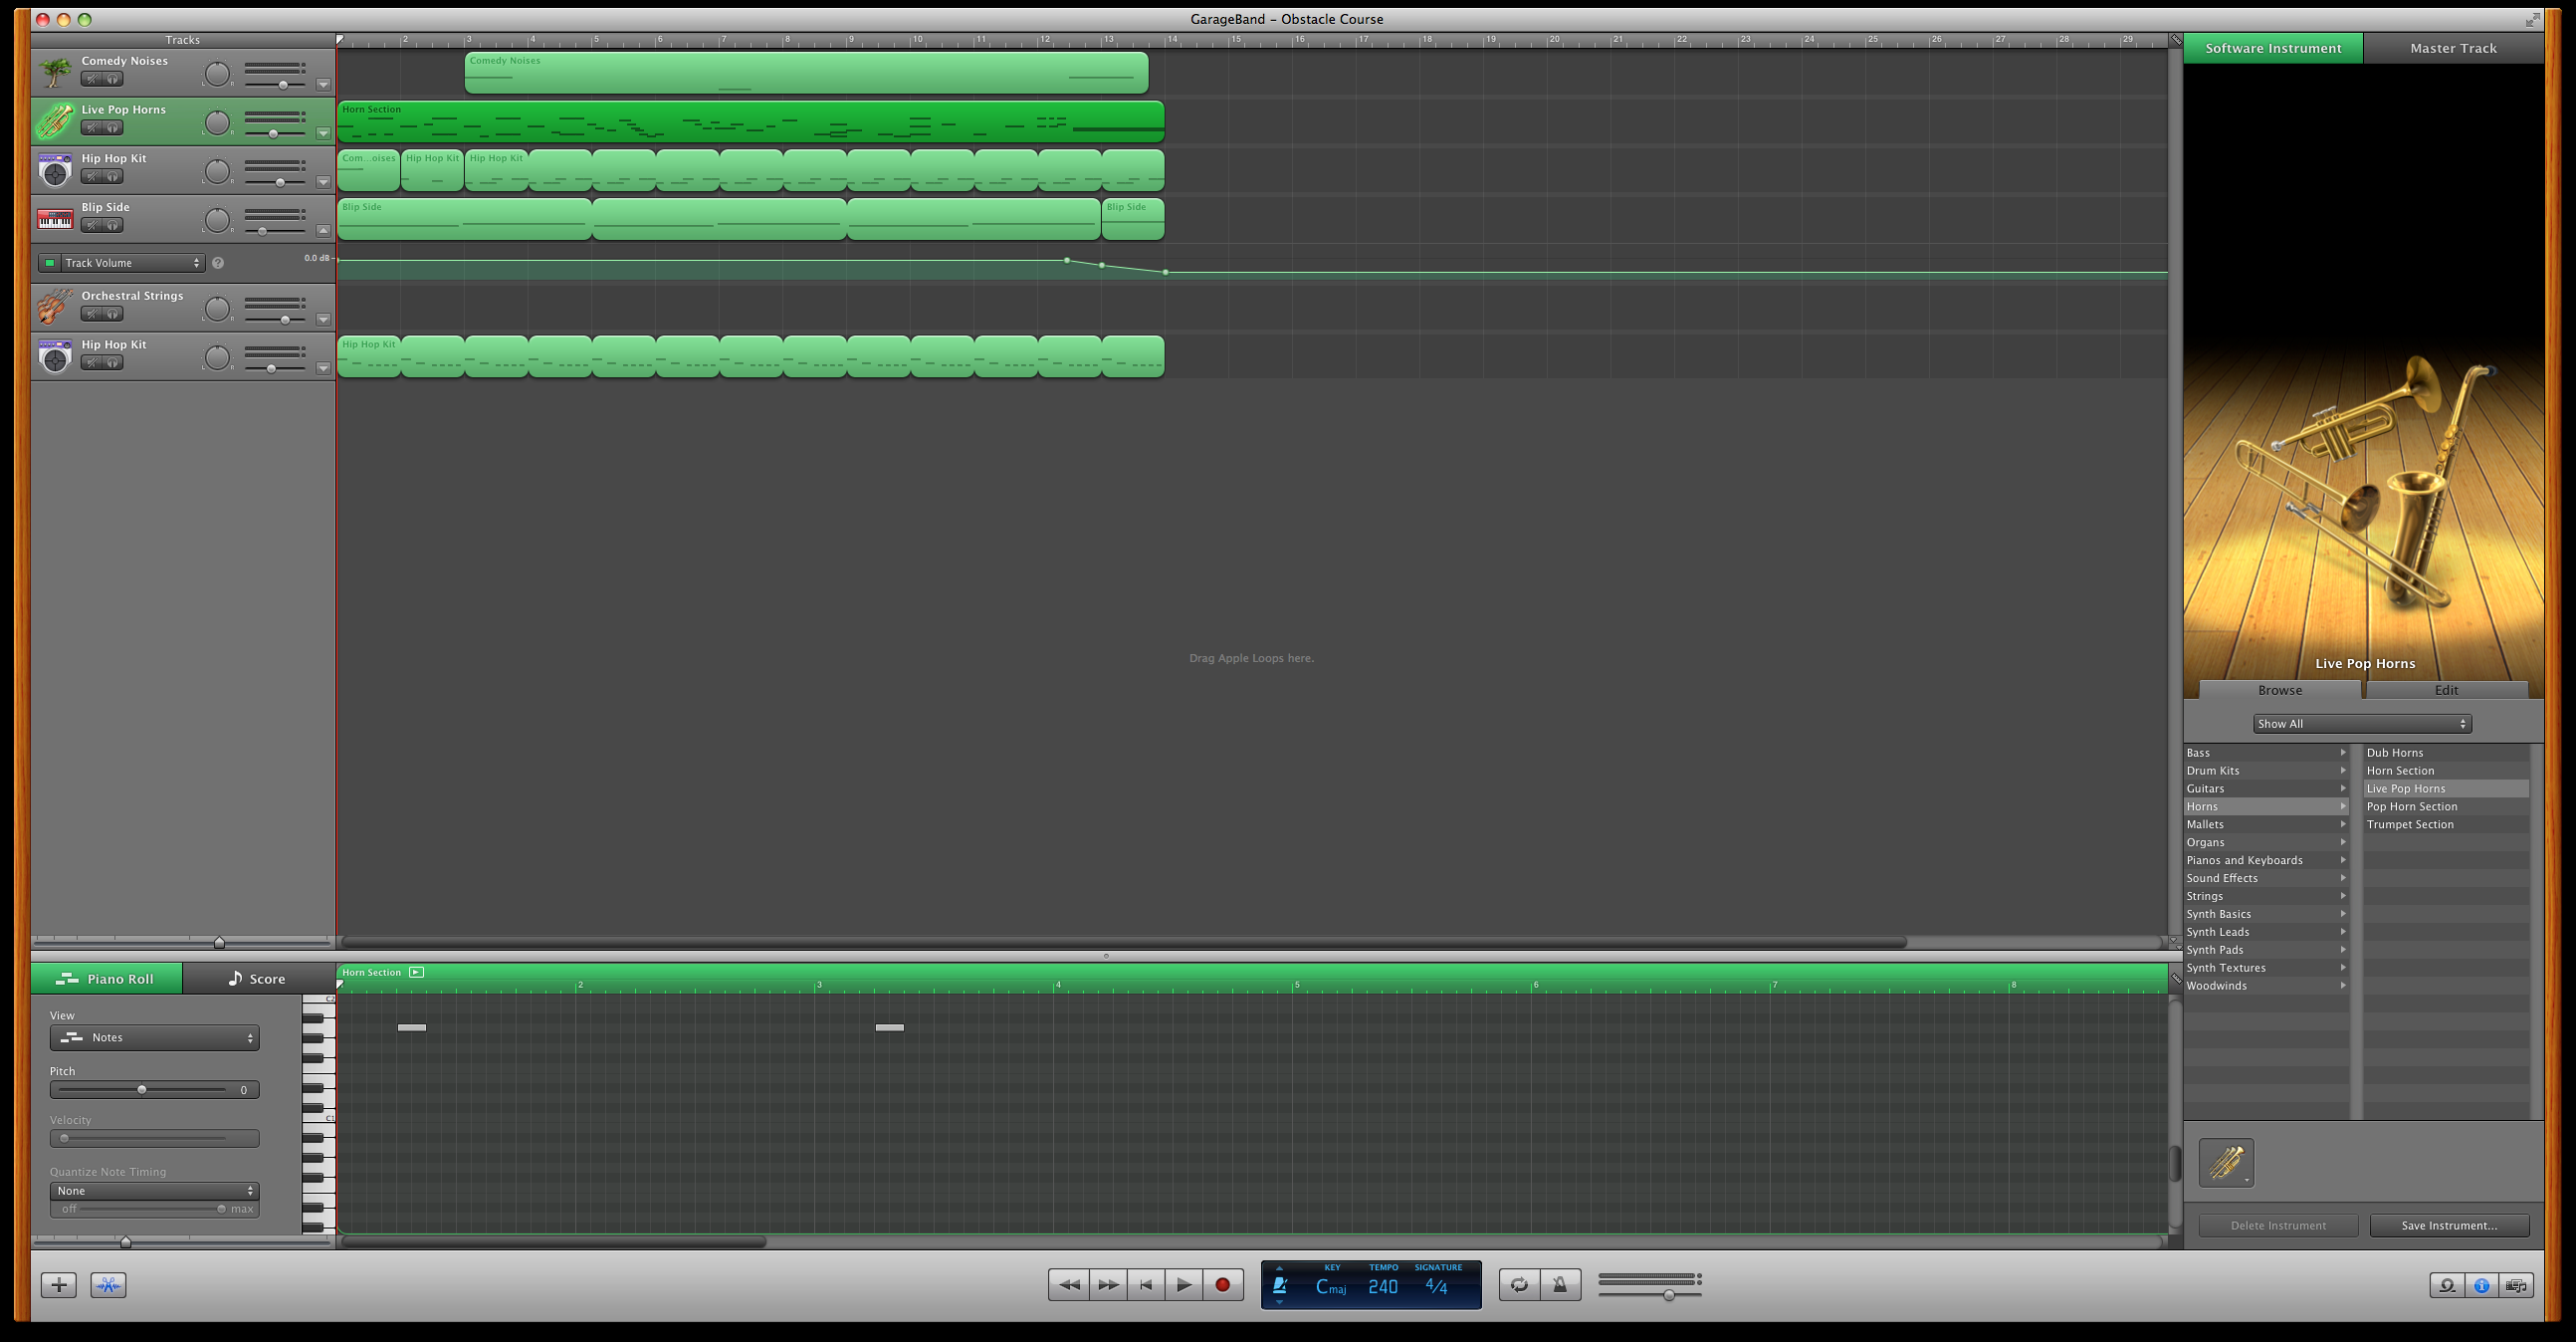 GarageBand – Obstacle Course
Tracks
2 3 4 5 6 7 8 9 10 11 12 13 14 15 16 17 18 19 20 21 22 23 24 25 26 27 28 29
Comedy Noises
Comedy Noises
Live Pop Horns
Horn Section
Hip Hop Kit
Com...oises Hip Hop Kit Hip Hop Kit
Blip Side
Blip Side Blip Side
Track Volume ? 0.0 dB
Orchestral Strings
Hip Hop Kit
Hip Hop Kit
Drag Apple Loops here.
Software Instrument Master Track
Live Pop Horns
Browse Edit
Show All
Bass
Drum Kits
Guitars
Horns
Mallets
Organs
Pianos and Keyboards
Sound Effects
Strings
Synth Basics
Synth Leads
Synth Pads
Synth Textures
Woodwinds
Dub Horns
Horn Section
Live Pop Horns
Pop Horn Section
Trumpet Section
Delete Instrument Save Instrument...
Piano Roll Score
Horn Section
2 3 4 5 6 7 8
View
Notes
Pitch
0
Velocity
Quantize Note Timing
None
off max
C2
C1
KEY TEMPO SIGNATURE
Cmaj 240 4/4